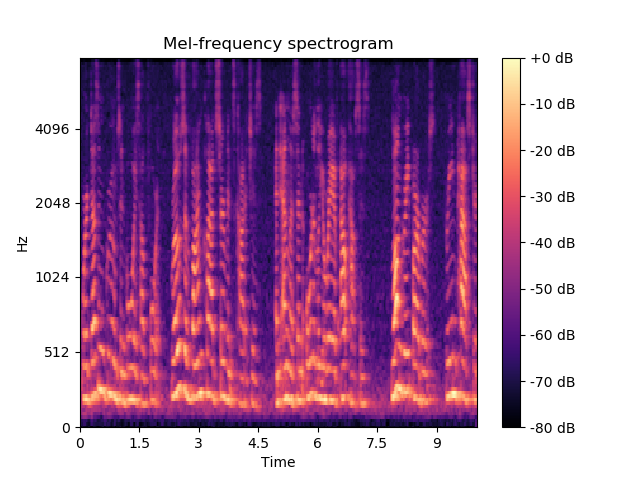 Mel-frequency spectrogram
+0 dB
4096
-10 dB
-20 dB
2048
-30 dB
Hz
1024
-40 dB
-50 dB
512
-60 dB
-70 dB
0
-80 dB
0 1.5 3 4.5 6 7.5 9
Time